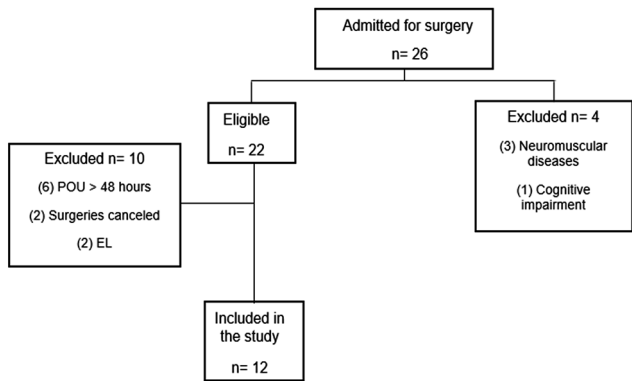 Admitted for surgery
n= 26
Eligible
n= 22
Excluded n= 4
(3) Neuromuscular
diseases
(1) Cognitive
impairment
Excluded n= 10
(6) POU > 48 hours
(2) Surgeries canceled
(2) EL
Included in
the study
n= 12